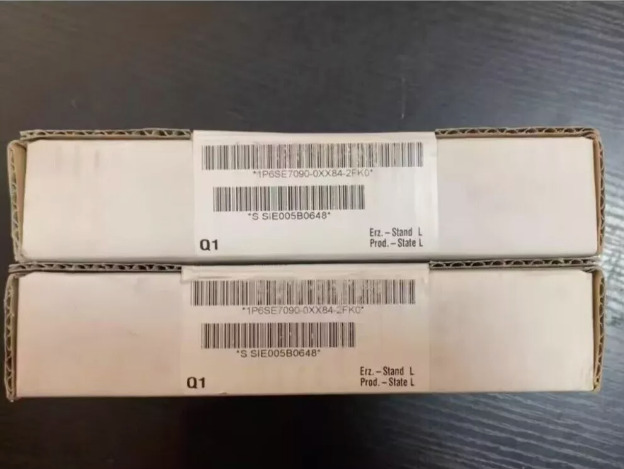 *1P6SE7090-0XX84-2FK0*
*S SIE005B0648*
Q1
Erz. – Stand L
Prod. – State L
*1P6SE7090-0XX84-2FK0*
*S SIE005B0648*
Q1
Erz. – Stand L
Prod. – State L